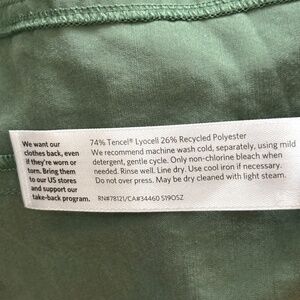 We want our
clothes back, even
if they're worn or
torn. Bring them
to our US stores
and support our
take-back program.
74% Tencel® Lyocell 26% Recycled Polyester
We recommend machine wash cold, separately, using mild
detergent, gentle cycle. Only non-chlorine bleach when
needed. Rinse well. Line dry. Use cool iron if necessary.
Do not over press. May be dry cleaned with light steam.
RN#78121/CA#34460 S19OSZ